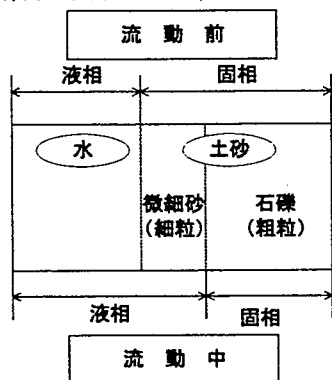 流動前
液相 固相
水 土砂
微細砂 石礫
(細粒) (粗粒)
液相 固相
流動中